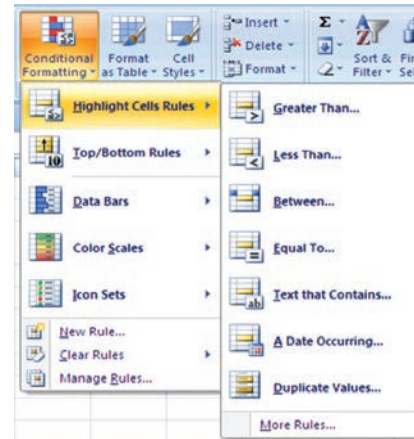 Conditional Formatting
Format as Table
Cell Styles
Insert
Delete
Format
Σ
Sort & Filter
Highlight Cells Rules
Top/Bottom Rules
Data Bars
Color Scales
Icon Sets
New Rule...
Clear Rules
Manage Rules...
Greater Than...
Less Than...
Between...
Equal To...
Text that Contains...
A Date Occurring...
Duplicate Values...
More Rules...